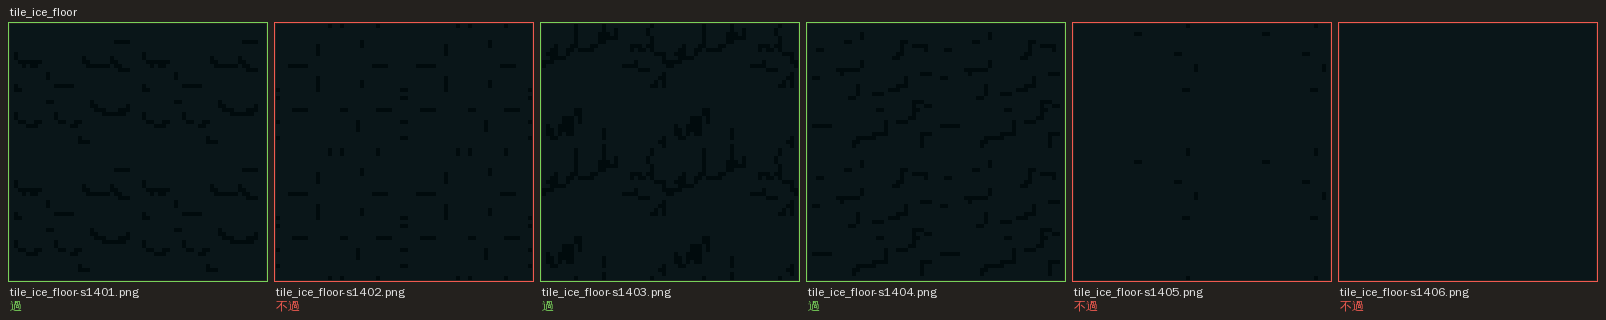 tile_ice_floor
tile_ice_floor-s1401.png
過
tile_ice_floor-s1402.png
不過
tile_ice_floor-s1403.png
過
tile_ice_floor-s1404.png
過
tile_ice_floor-s1405.png
不過
tile_ice_floor-s1406.png
不過